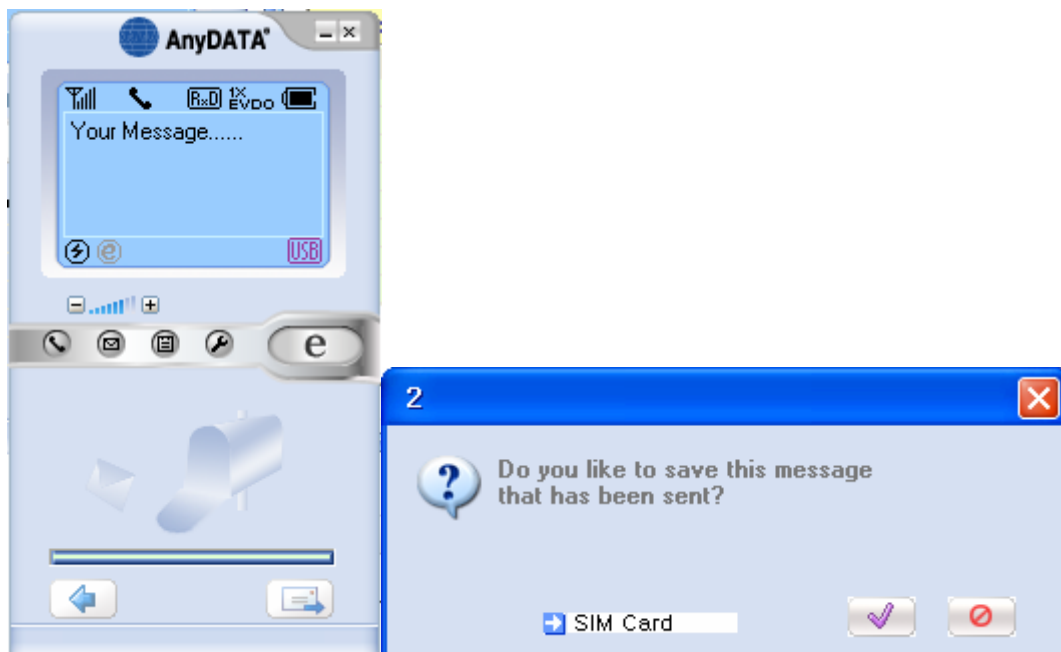 AnyDATA®
RxD 1X EVDO
Your Message......
e USB
e
2
Do you like to save this message
that has been sent?
SIM Card